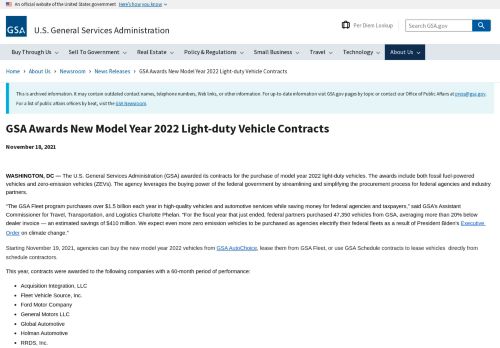 An official website of the United States government Here's how you know
GSA
U.S. General Services Administration
Per Diem Lookup
Search GSA.gov
Buy Through Us
Sell To Government
Real Estate
Policy & Regulations
Small Business
Travel
Technology
About Us
Home > About Us > Newsroom > News Releases > GSA Awards New Model Year 2022 Light-duty Vehicle Contracts
This is archived information. It may contain outdated contact names, telephone numbers, Web links, or other information. For up-to-date information visit GSA.gov pages by topic or contact our Office of Public Affairs at press@gsa.gov.
For a list of public affairs officers by beat, visit the GSA Newsroom.
GSA Awards New Model Year 2022 Light-duty Vehicle Contracts
November 18, 2021
WASHINGTON, DC — The U.S. General Services Administration (GSA) awarded its contracts for the purchase of model year 2022 light-duty vehicles. The awards include both fossil fuel-powered
vehicles and zero-emission vehicles (ZEVs). The agency leverages the buying power of the federal government by streamlining and simplifying the procurement process for federal agencies and industry
partners.
"The GSA Fleet program purchases over $1.5 billion each year in high-quality vehicles and automotive services while saving money for federal agencies and taxpayers," said GSA's Assistant
Commissioner for Travel, Transportation, and Logistics Charlotte Phelan. "For the fiscal year that just ended, federal partners purchased 47,350 vehicles from GSA, averaging more than 20% below
dealer invoice — an estimated savings of $410 million. We expect even more zero emission vehicles to be purchased as agencies electrify their federal fleets as a result of President Biden's Executive
Order on climate change."
Starting November 19, 2021, agencies can buy the new model year 2022 vehicles from GSA AutoChoice, lease them from GSA Fleet, or use GSA Schedule contracts to lease vehicles directly from
schedule contractors.
This year, contracts were awarded to the following companies with a 60-month period of performance:
• Acquisition Integration, LLC
• Fleet Vehicle Source, Inc.
• Ford Motor Company
• General Motors LLC
• Global Automotive
• Holman Automotive
• RRDS, Inc.